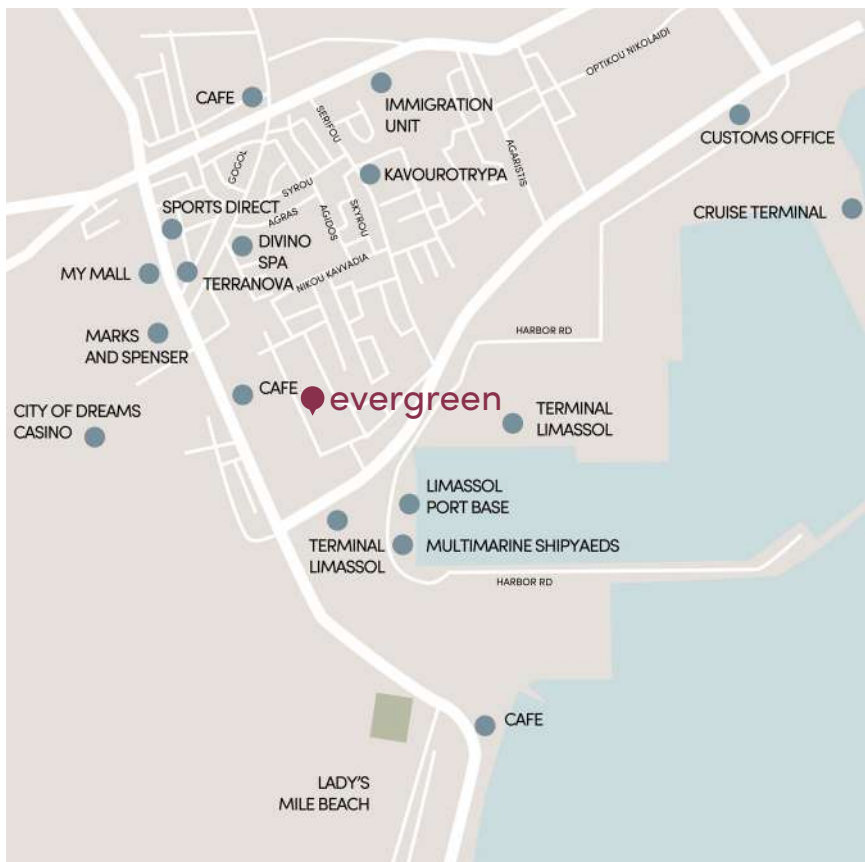 OPTIKOU NIKOLAIDI
CAFE
IMMIGRATION
UNIT
SERIFOU
CUSTOMS OFFICE
AGARISTIS
GOGOL
KAVOUROTRYPA
SYROU
SPORTS DIRECT
AGRAS
AGIDOS
SKYROU
CRUISE TERMINAL
DIVINO
SPA
MY MALL
TERRANOVA
NIKOU KAVVADIA
MARKS
AND SPENSER
HARBOR RD
CAFE
evergreen
CITY OF DREAMS
CASINO
TERMINAL
LIMASSOL
LIMASSOL
PORT BASE
TERMINAL
LIMASSOL
MULTIMARINE SHIPYAEDS
HARBOR RD
CAFE
LADY'S
MILE BEACH